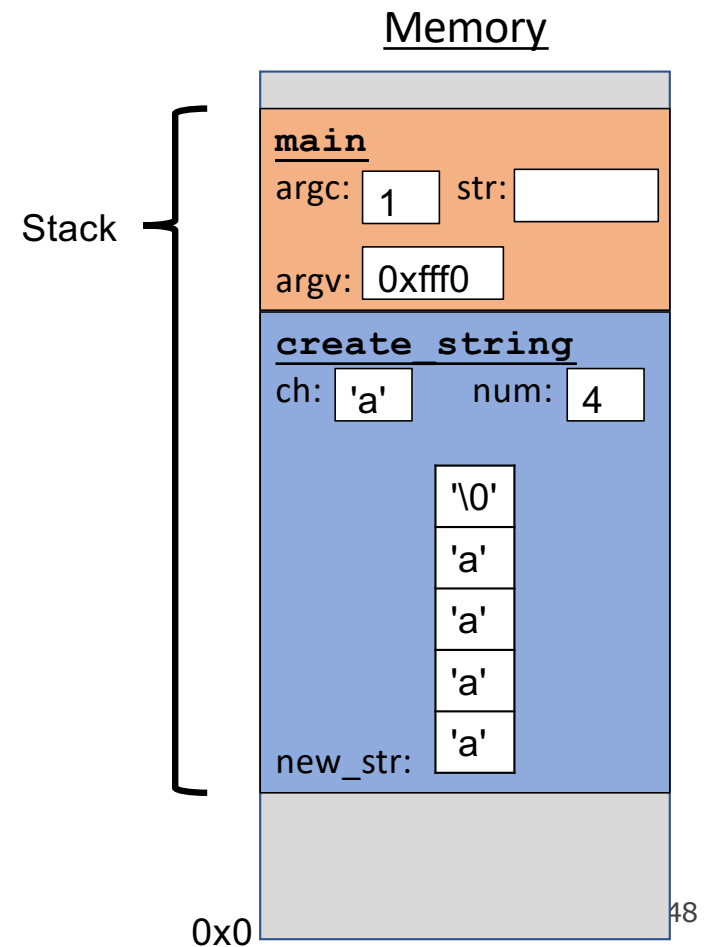 Memory
main
argc: 1 str:
Stack
argv: 0xfff0
create_string
ch: 'a' num: 4
'\0'
'a'
'a'
'a'
'a'
new_str:
48
0x0